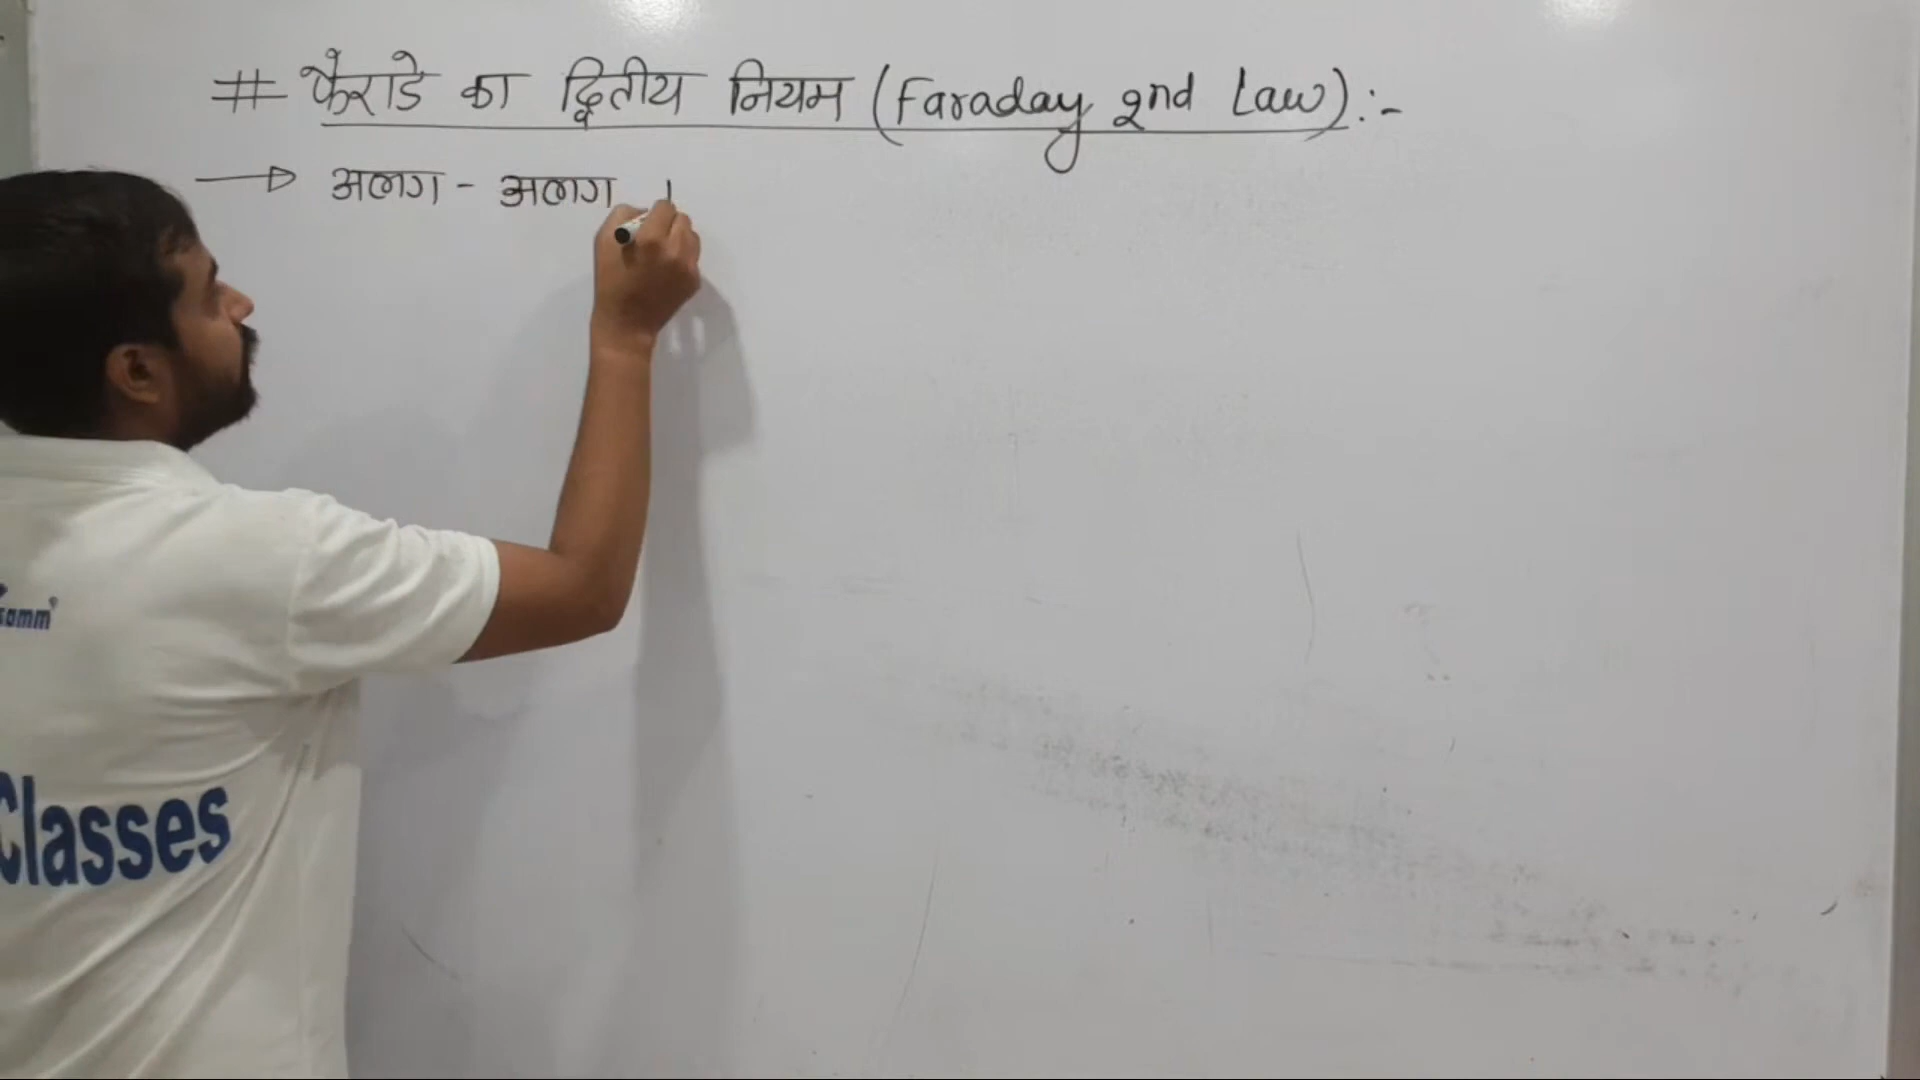 # फैराडे का द्वितीय नियम (Faraday 2nd Law) :-
→ अलग - अलग
Classes